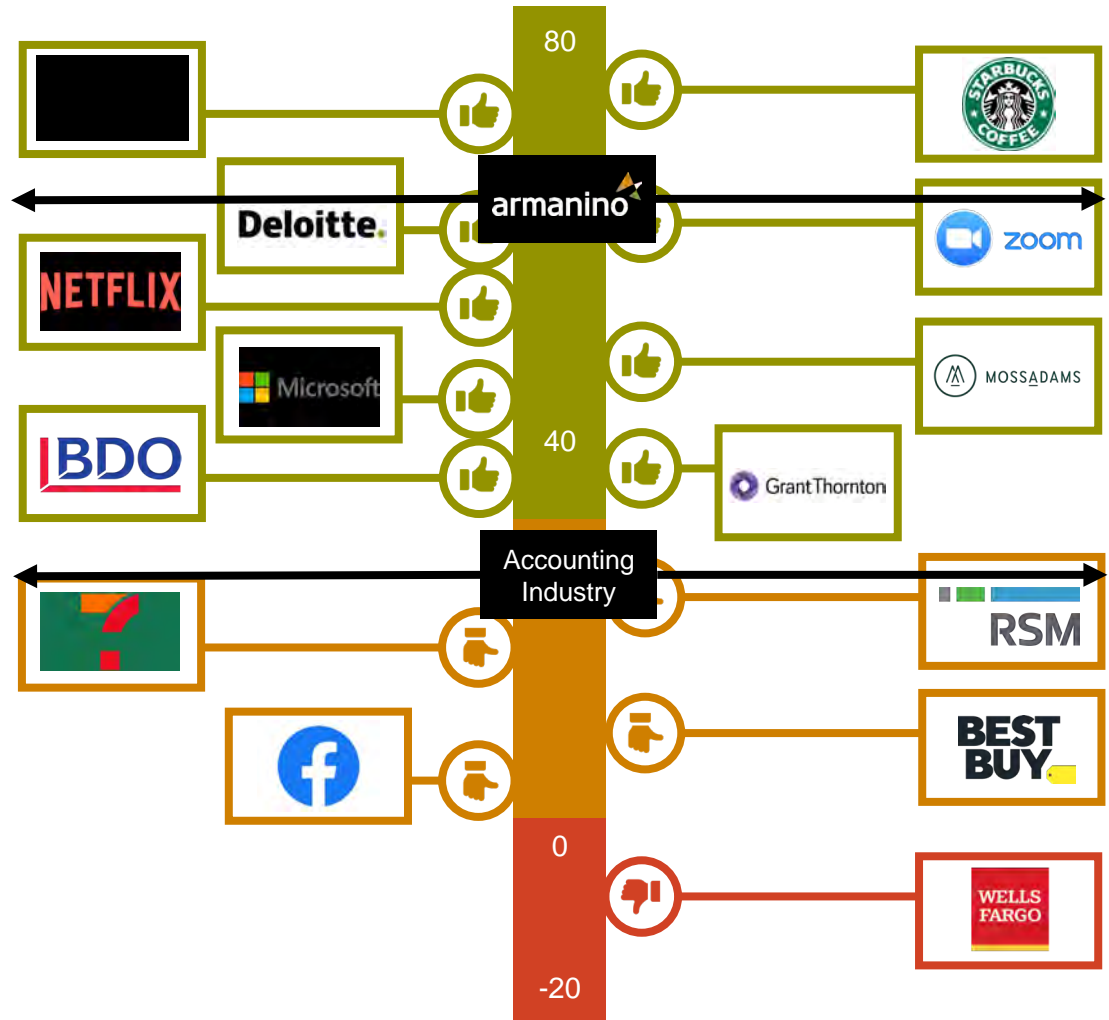 80
STARBUCKS
COFFEE
armanino
Deloitte.
zoom
NETFLIX
Microsoft
MOSSADAMS
40
BDO
GrantThornton
Accounting
Industry
RSM
BEST
BUY
0
WELLS
FARGO
-20